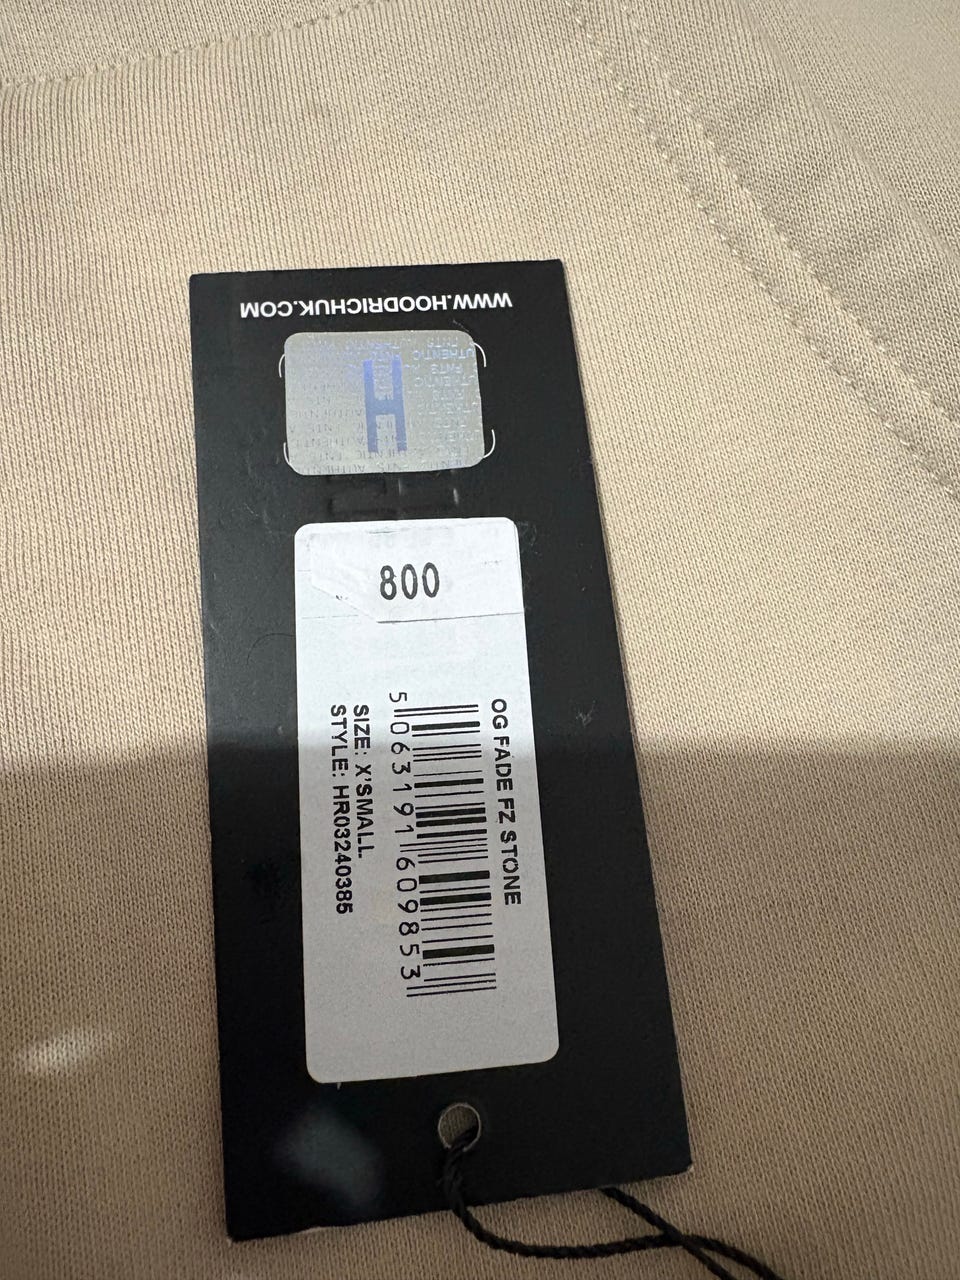 WWW.HOODRICHUK.COM
H
800
OG FADE FZ STONE
5 063191 609853
SIZE: X'SMALL
STYLE: HR03240385